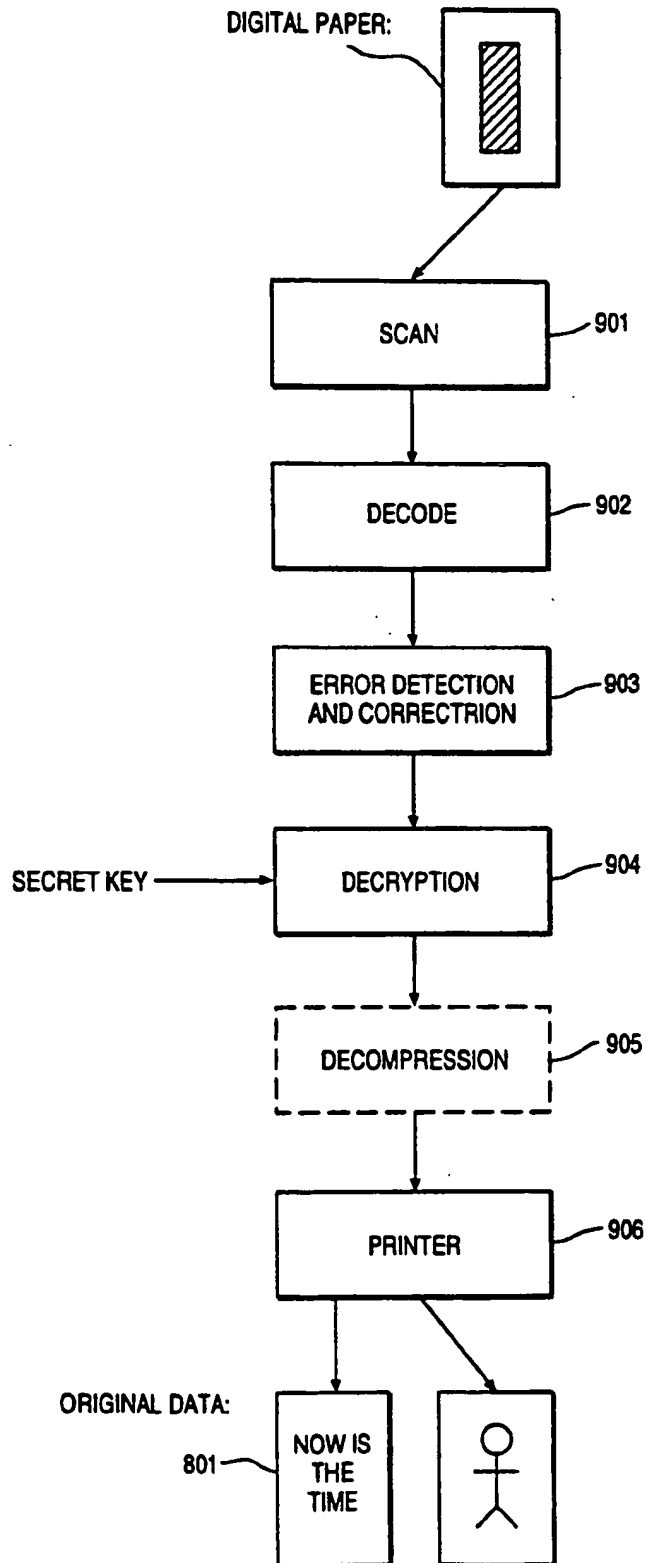 DIGITAL PAPER:
SCAN
901
DECODE
902
ERROR DETECTION
AND CORRECTRION
903
SECRET KEY
DECRYPTION
904
DECOMPRESSION
905
PRINTER
906
ORIGINAL DATA:
801
NOW IS
THE
TIME